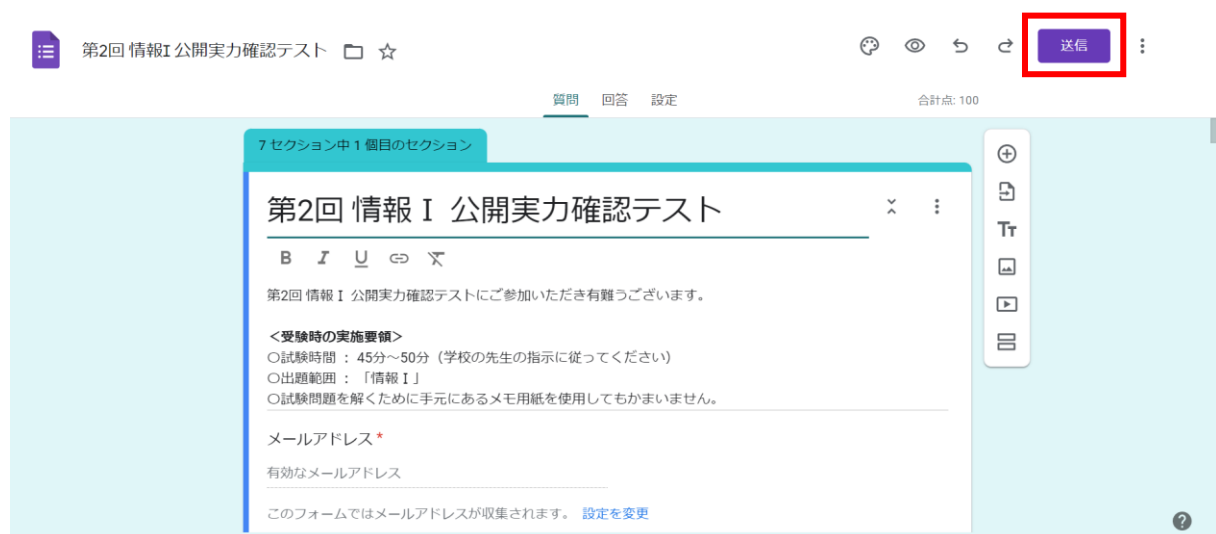 第2回 情報I 公開実力確認テスト
送信
質問 回答 設定
合計点: 100
7 セクション中 1 個目のセクション
第2回 情報Ⅰ 公開実力確認テスト
B I U
Tт
第2回 情報Ⅰ 公開実力確認テストにご参加いただき有難うございます。
＜受験時の実施要領＞
〇試験時間 ： 45分～50分（学校の先生の指示に従ってください）
〇出題範囲 ： 「情報Ⅰ」
〇試験問題を解くために手元にあるメモ用紙を使用してもかまいません。
メールアドレス *
有効なメールアドレス
このフォームではメールアドレスが収集されます。 設定を変更